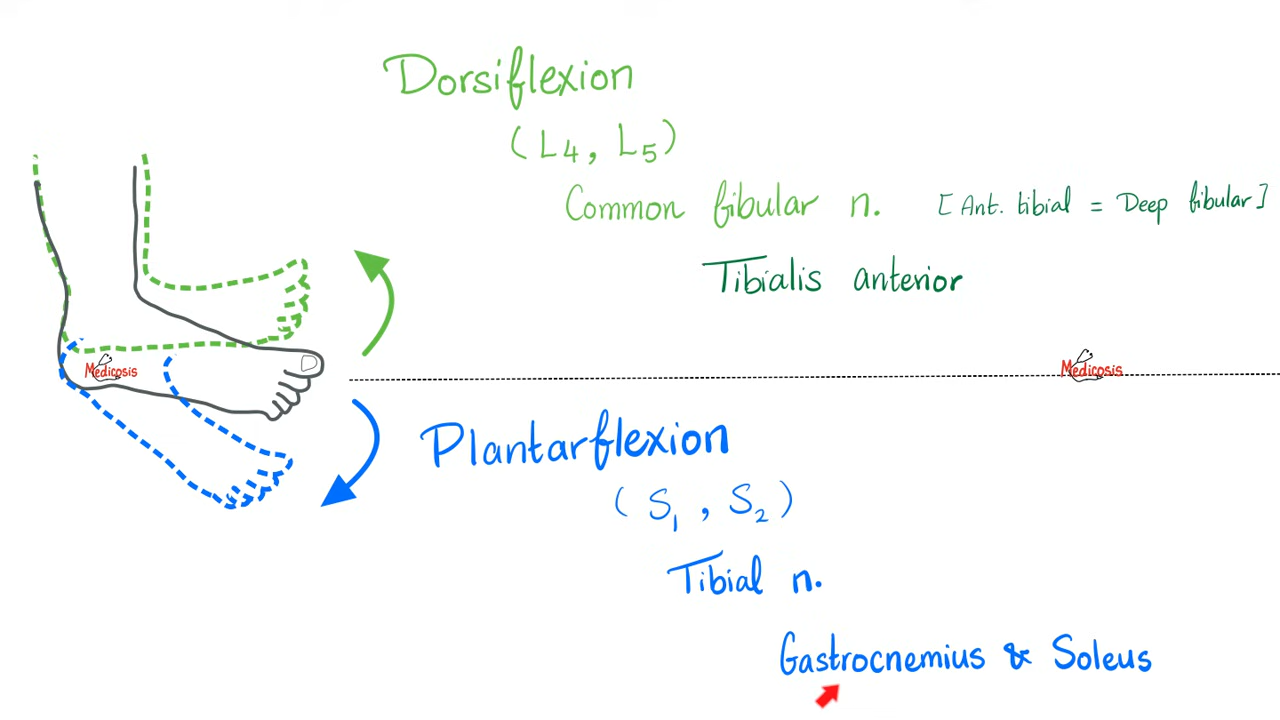 Dorsiflexion
(L4, L5)
Common fibular n. [Ant. tibial = Deep fibular]
Tibialis anterior
Medicosis
Medicosis
Plantarflexion
(S1, S2)
Tibial n.
Gastrocnemius & Soleus